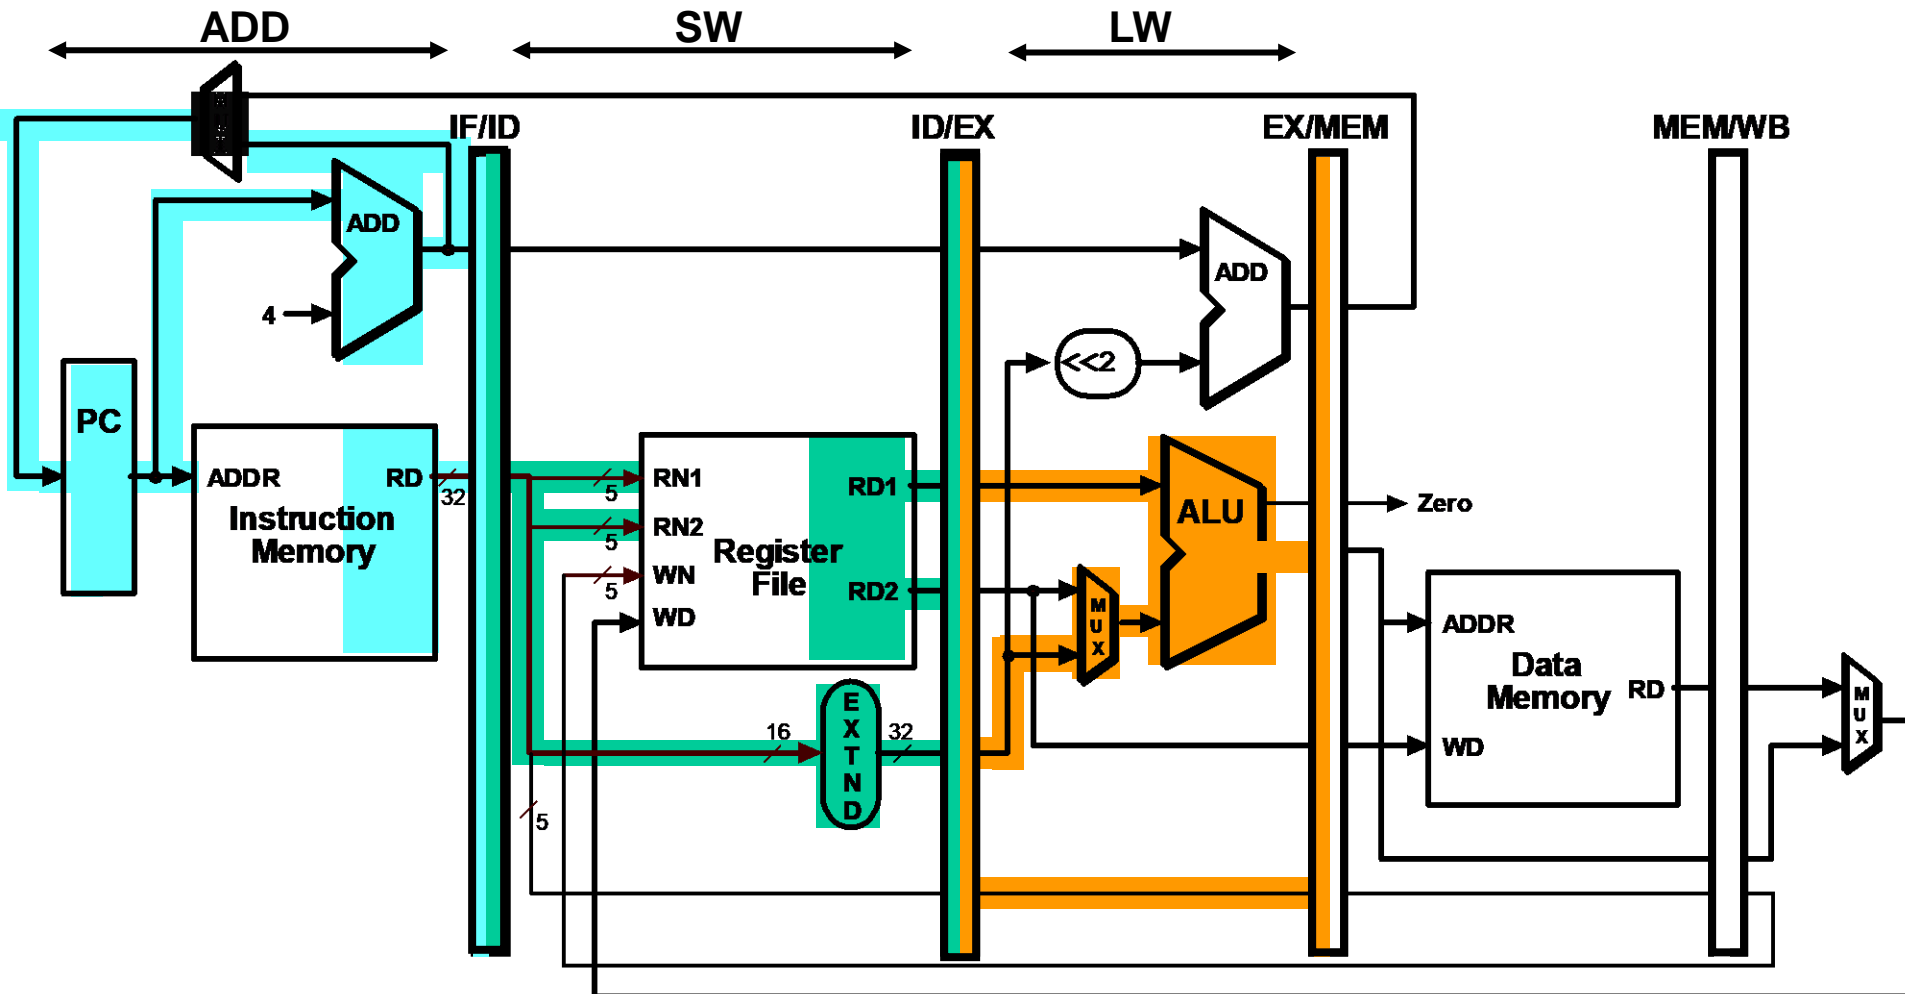 ADD
SW
LW
IF/ID
ID/EX
EX/MEM
MEM/WB
ADD
4
ADD
<<2
PC
ADDR
RD
32
Instruction
Memory
5
RN1
5
RN2
5
WN
WD
Register
File
RD1
RD2
16
E
X
T
N
D
32
5
M
U
X
ALU
Zero
ADDR
Data
Memory
RD
WD
M
U
X